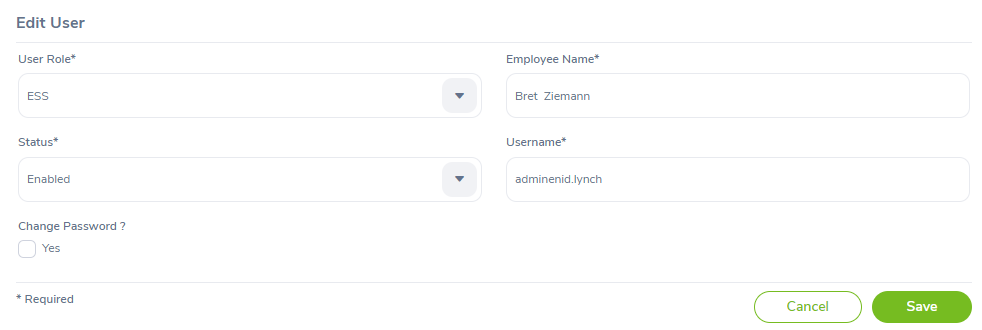 Edit User
User Role* Employee Name*
ESS Bret  Ziemann
Status* Username*
Enabled adminenid.lynch
Change Password ?
Yes
* Required Cancel Save